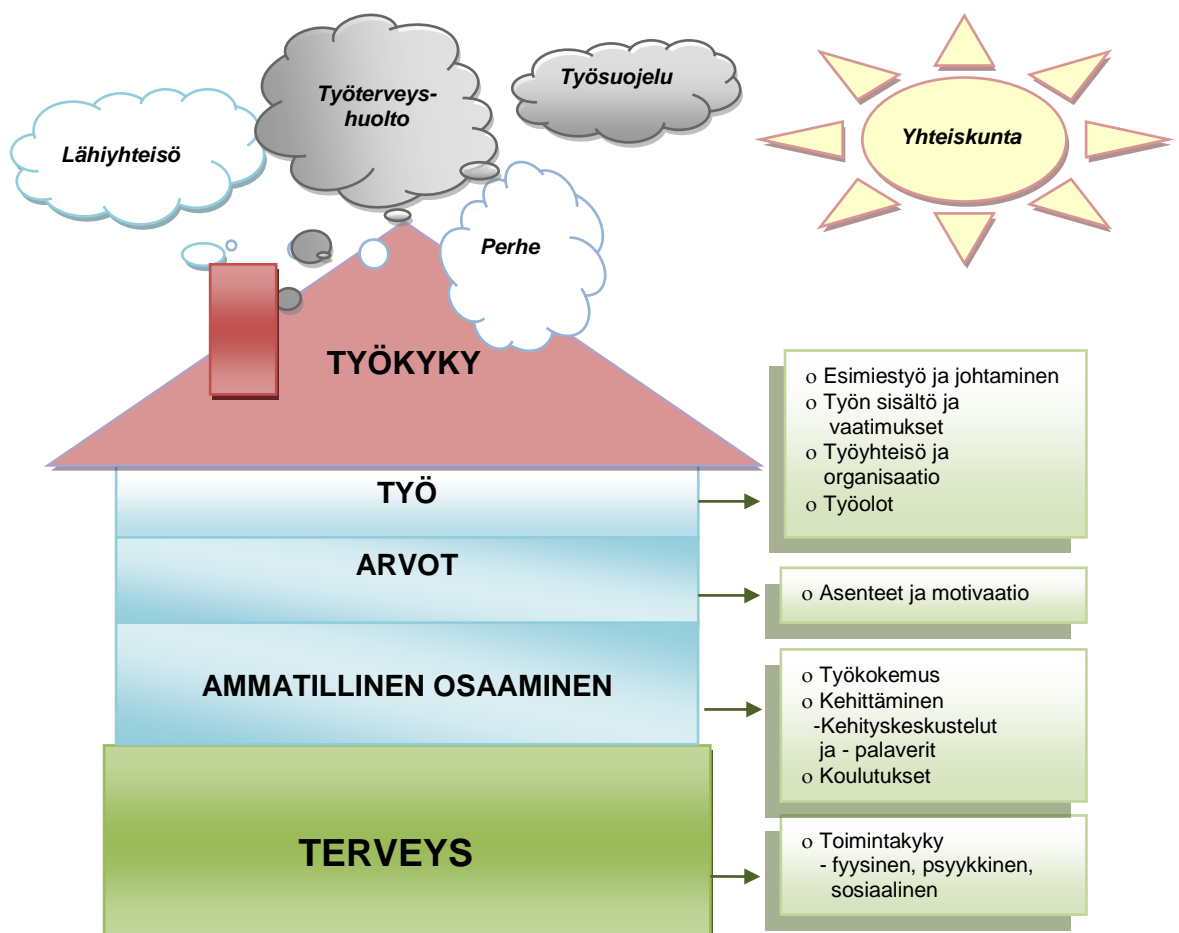 Työterveys-
huolto
Työsuojelu
Lähiyhteisö
Yhteiskunta
Perhe
TYÖKYKY
o Esimiestyö ja johtaminen
o Työn sisältö ja
vaatimukset
o Työyhteisö ja
organisaatio
o Työolot
TYÖ
ARVOT
o Asenteet ja motivaatio
AMMATILLINEN OSAAMINEN
o Työkokemus
o Kehittäminen
-Kehityskeskustelut
ja - palaverit
o Koulutukset
TERVEYS
o Toimintakyky
- fyysinen, psyykkinen,
sosiaalinen